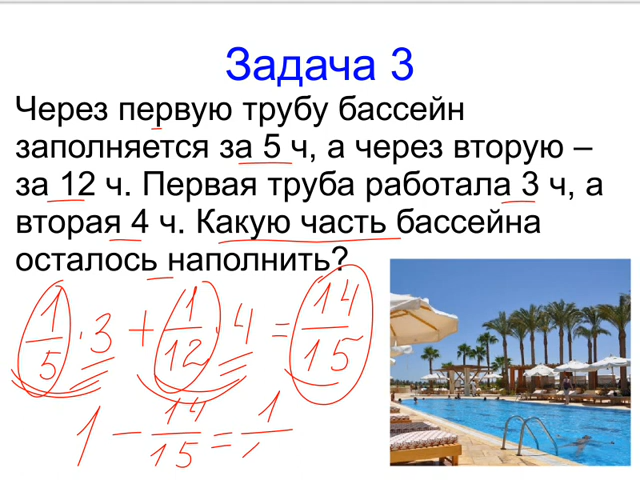 Задача 3
Через первую трубу бассейн
заполняется за 5 ч, а через вторую –
за 12 ч. Первая труба работала 3 ч, а
вторая 4 ч. Какую часть бассейна
осталось наполнить?
1/5 · 3 + 1/12 · 4 = 14/15
1 − 14/15 = 1/